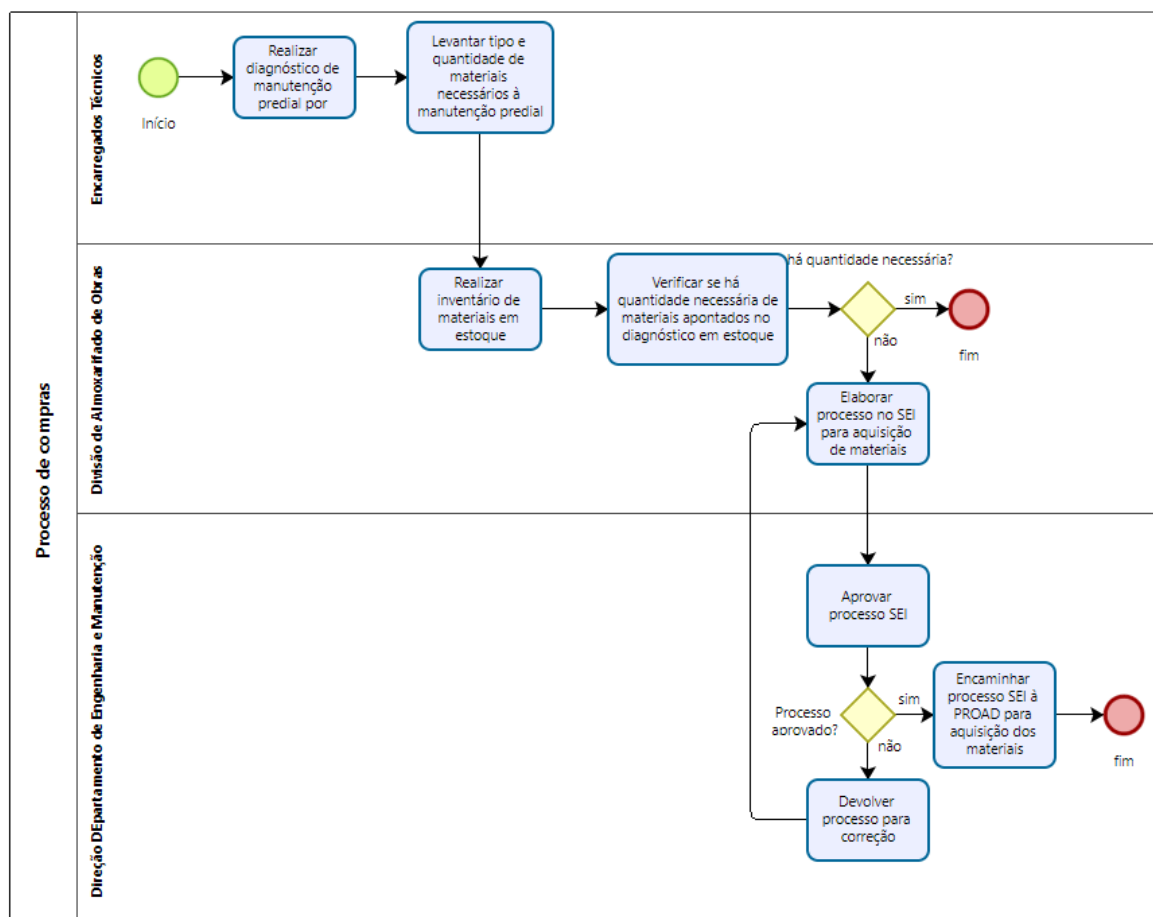 Processo de compras
Encarregados Técnicos
Início
Realizar
diagnóstico de
manutenção
predial por
Levantar tipo e
quantidade de
materiais
necessários à
manutenção predial
Divisão de Almoxarifado de Obras
Realizar
inventário de
materiais em
estoque
Verificar se há
quantidade necessária de
materiais apontados no
diagnóstico em estoque
há quantidade necessária?
sim
fim
não
Elaborar
processo no SEI
para aquisição
de materiais
Direção DEpartamento de Engenharia e Manutenção
Aprovar
processo SEI
Processo
aprovado?
sim
não
Encaminhar
processo SEI à
PROAD para
aquisição dos
materiais
fim
Devolver
processo para
correção